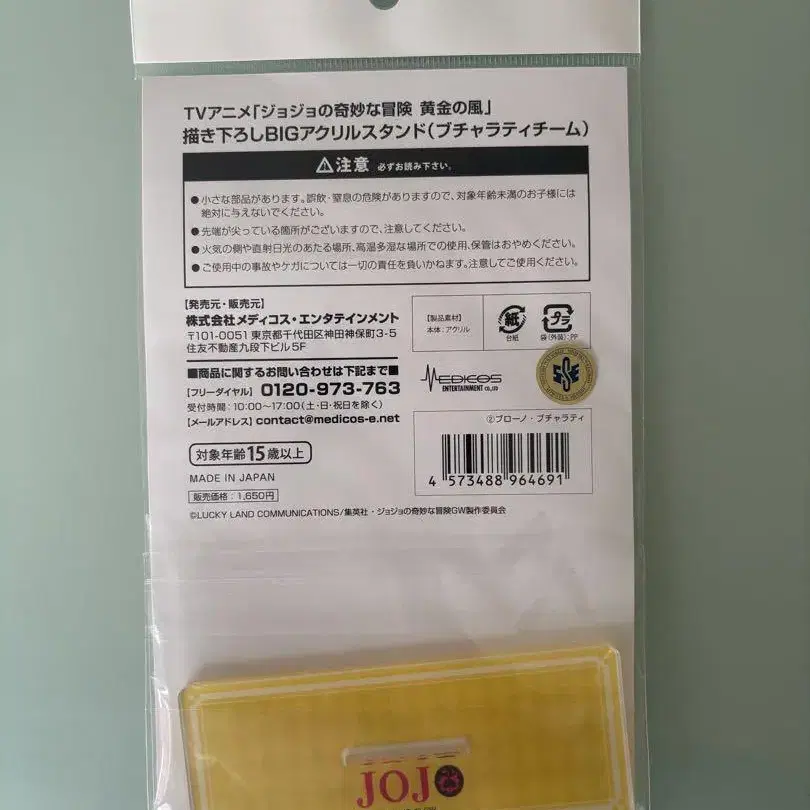 TVアニメ「ジョジョの奇妙な冒険 黄金の風」
描き下ろしBIGアクリルスタンド(ブチャラティチーム)
注意 必ずお読み下さい。
●小さな部品があります。誤飲・窒息の危険がありますので、対象年齢未満のお子様には
絶対に与えないでください。
●先端が尖っている箇所がございますので、注意してください。
●火気の側や直射日光のあたる場所、高温多湿な場所での使用、保管はおやめください。
●ご使用中の事故やケガについては一切の責任を負いかねます。注意してご使用ください。
【発売元・販売元】
株式会社メディコス・エンタテインメント
〒101-0051 東京都千代田区神田神保町3-5
住友不動産九段下ビル5F
【製品素材】
本体:アクリル
紙
台紙
プラ
袋(外装):PP
■商品に関するお問い合わせは下記まで■
【フリーダイヤル】 0120-973-763
受付時間:10:00〜17:00(土・日・祝日を除く)
【メールアドレス】 contact@medicos-e.net
MEDICOS
ENTERTAINMENT CO.,LTD
②ブローノ・ブチャラティ
4 573488 964691
対象年齢15歳以上
MADE IN JAPAN
販売価格:1,650円
©LUCKY LAND COMMUNICATIONS/集英社・ジョジョの奇妙な冒険GW製作委員会
JOJO